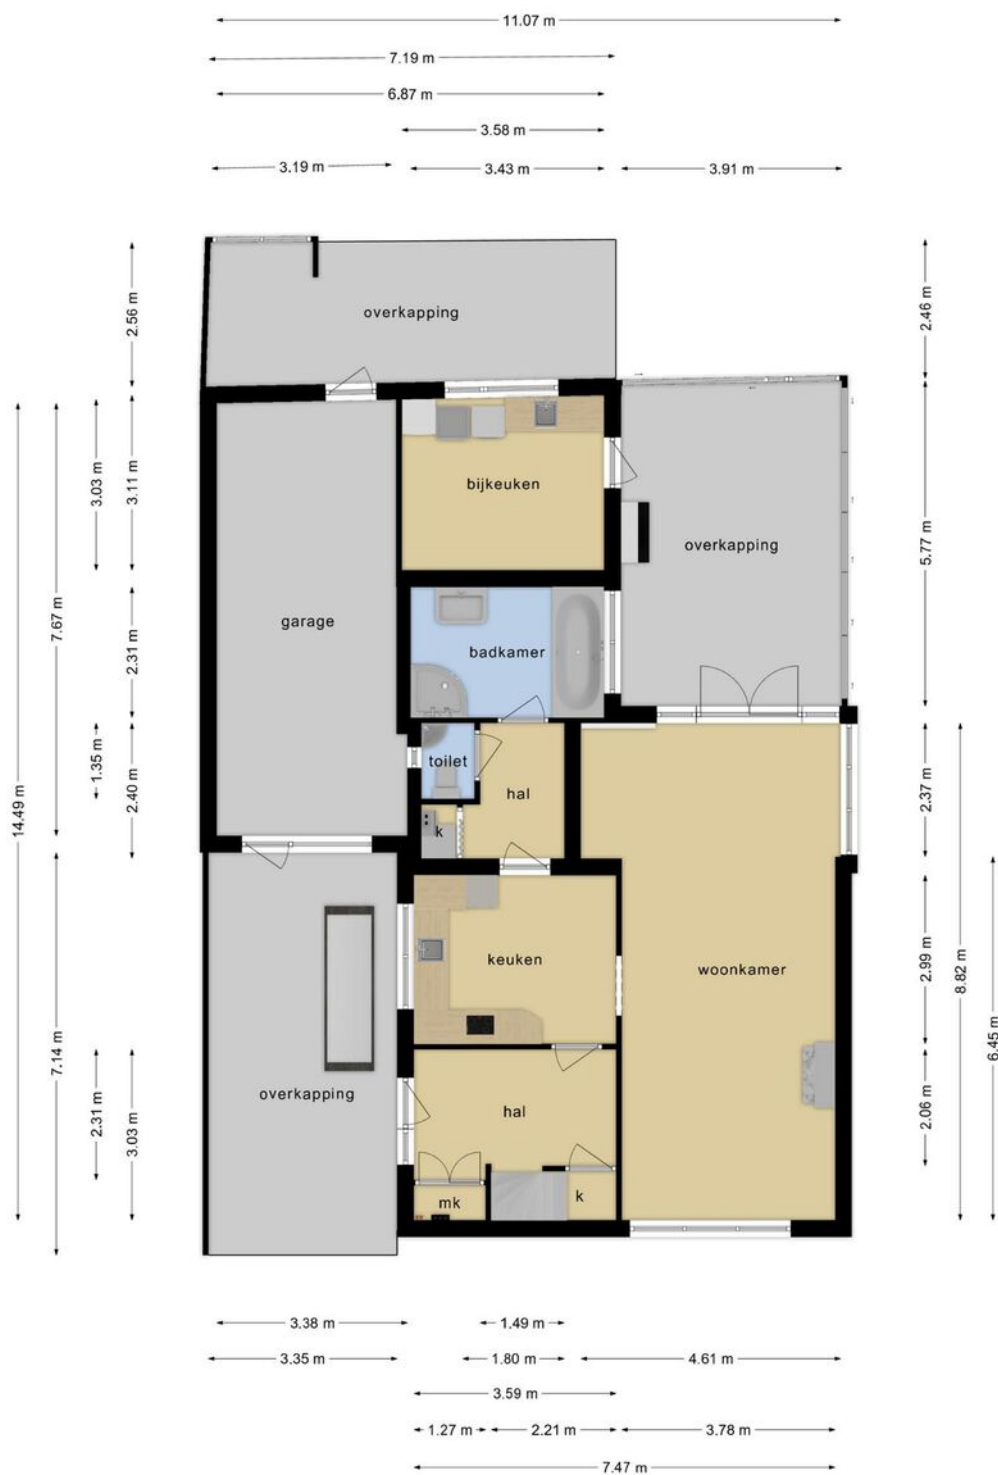 11.07 m
7.19 m
6.87 m
3.58 m
3.19 m
3.43 m
3.91 m
2.56 m
overkapping
2.46 m
14.49 m
7.67 m
3.03 m
3.11 m
bijkeuken
overkapping
5.77 m
garage
2.31 m
badkamer
1.35 m
2.40 m
toilet
hal
k
2.37 m
keuken
woonkamer
2.99 m
8.82 m
6.45 m
7.14 m
2.31 m
3.03 m
overkapping
hal
2.06 m
mk
k
3.38 m
1.49 m
3.35 m
1.80 m
4.61 m
3.59 m
1.27 m
2.21 m
3.78 m
7.47 m